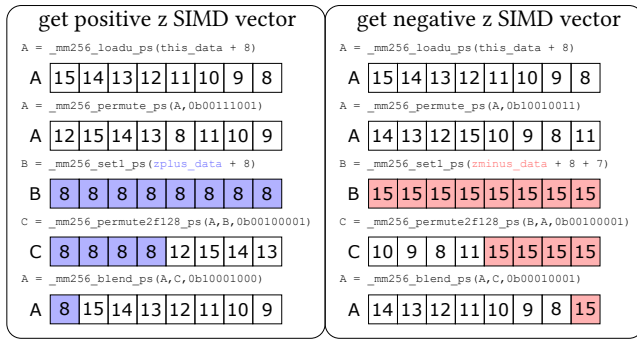 get positive z SIMD vector
A = _mm256_loadu_ps(this_data + 8)
A 15 14 13 12 11 10 9 8
A = _mm256_permute_ps(A,0b00111001)
A 12 15 14 13 8 11 10 9
B = _mm256_set1_ps(zplus_data + 8)
B 8 8 8 8 8 8 8 8
C = _mm256_permute2f128_ps(A,B,0b00100001)
C 8 8 8 8 12 15 14 13
A = _mm256_blend_ps(A,C,0b10001000)
A 8 15 14 13 12 11 10 9
get negative z SIMD vector
A = _mm256_loadu_ps(this_data + 8)
A 15 14 13 12 11 10 9 8
A = _mm256_permute_ps(A,0b10010011)
A 14 13 12 15 10 9 8 11
B = _mm256_set1_ps(zminus_data + 8 + 7)
B 15 15 15 15 15 15 15 15
C = _mm256_permute2f128_ps(B,A,0b00100001)
C 10 9 8 11 15 15 15 15
A = _mm256_blend_ps(A,C,0b00010001)
A 14 13 12 11 10 9 8 15